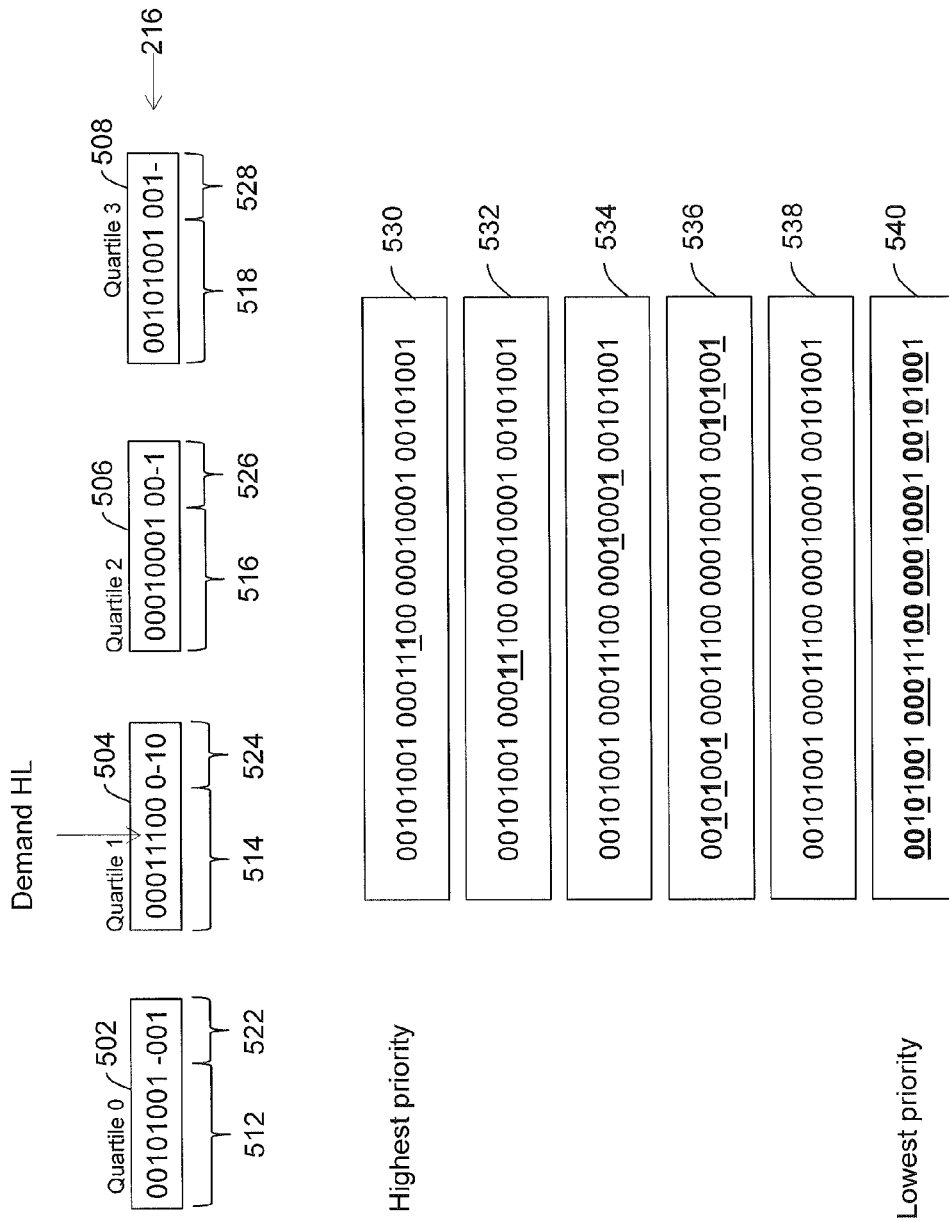 Demand HL
Quartile 0 502
00101001 -001
512 522
Quartile 1 504
00011100 0-10
514 524
Quartile 2 506
00010001 00-1
516 526
Quartile 3 508
00101001 001-
518 528
216
Highest priority
00101001 00011100 00010001 00101001 530
00101001 00011100 00010001 00101001 532
00101001 00011100 00010001 00101001 534
00101001 00011100 00010001 00101001 536
00101001 00011100 00010001 00101001 538
Lowest priority
00101001 00011100 00010001 00101001 540